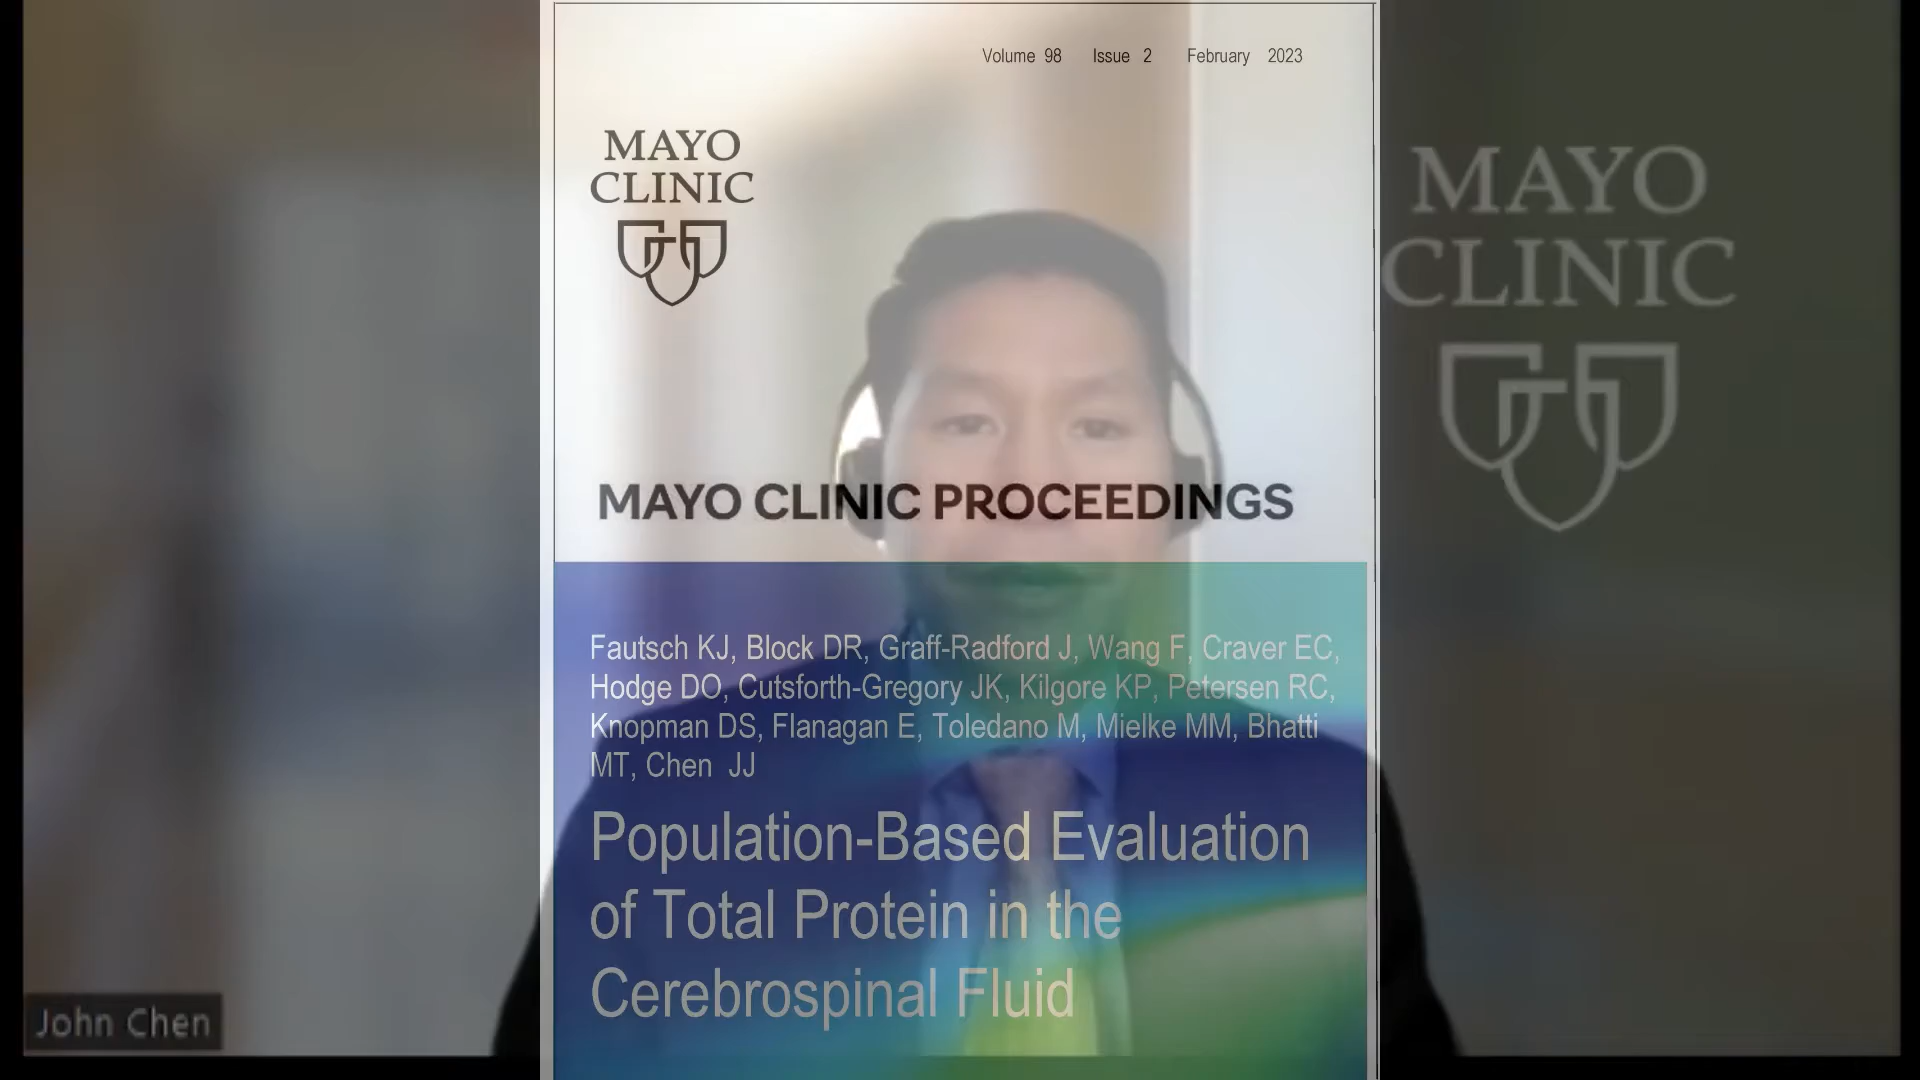 Volume 98 Issue 2 February 2023
MAYO
CLINIC
MAYO
CLINIC
MAYO CLINIC PROCEEDINGS
Fautsch KJ, Block DR, Graff-Radford J, Wang F, Craver EC,
Hodge DO, Cutsforth-Gregory JK, Kilgore KP, Petersen RC,
Knopman DS, Flanagan E, Toledano M, Mielke MM, Bhatti
MT, Chen JJ
Population-Based Evaluation
of Total Protein in the
Cerebrospinal Fluid
John Chen